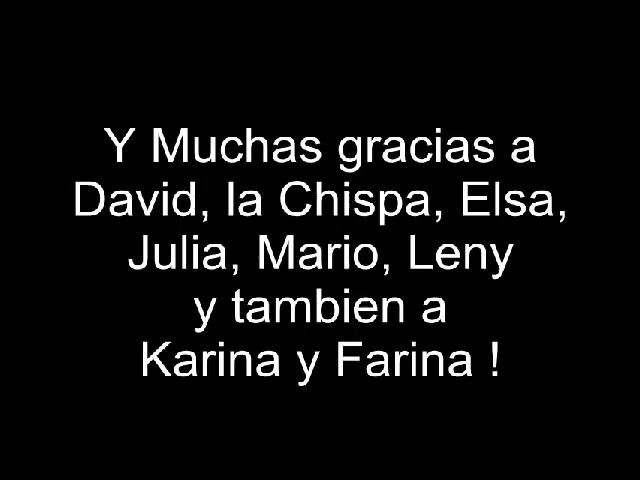 Y Muchas gracias a
David, la Chispa, Elsa,
Julia, Mario, Leny
y tambien a
Karina y Farina !